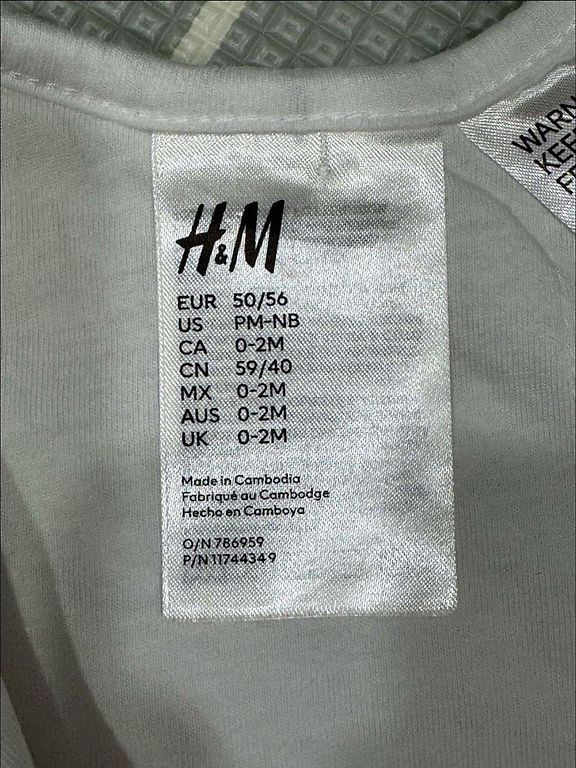 H&M
EUR 50/56
US PM-NB
CA 0-2M
CN 59/40
MX 0-2M
AUS 0-2M
UK 0-2M
Made in Cambodia
Fabriqué au Cambodge
Hecho en Camboya
O/N 786959
P/N 11744349